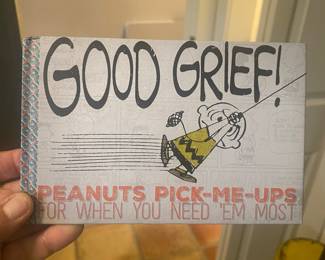 GOOD GRIEF!
PEANUTS PICK-ME-UPS
FOR WHEN YOU NEED 'EM MOST